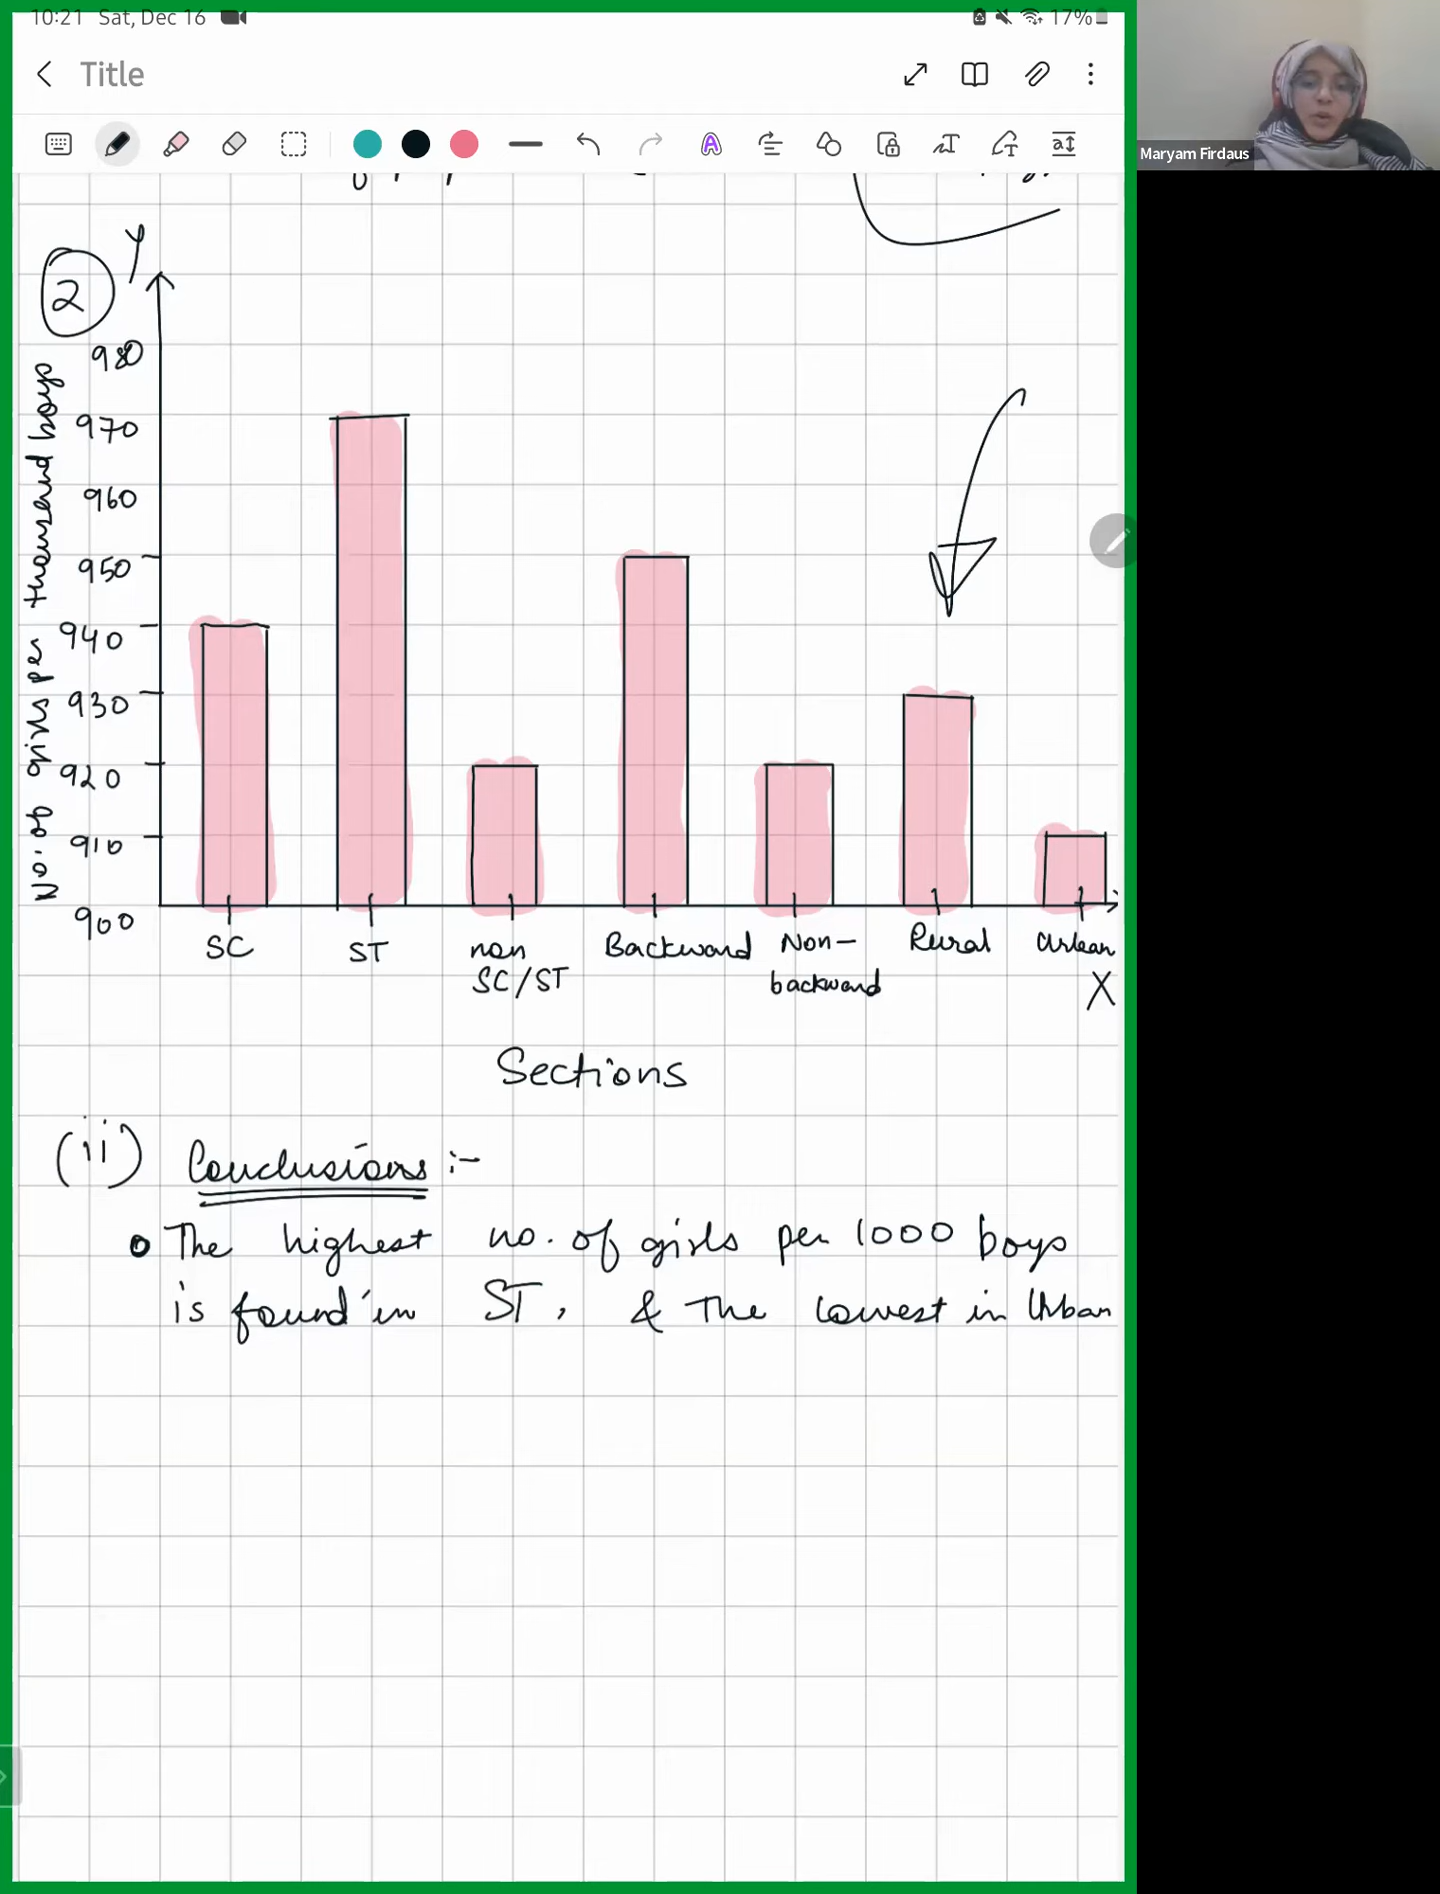 10:21 Sat, Dec 16
17%
Title
Maryam Firdaus
2
Y
980
970
960
950
940
930
920
910
900
No. of girls per thousand boys
SC
ST
non SC/ST
Backward
Non-backward
Rural
Urban
X
Sections
(ii) Conclusions :-
The highest no. of girls per 1000 boys
is found in ST, & The lowest in Urban